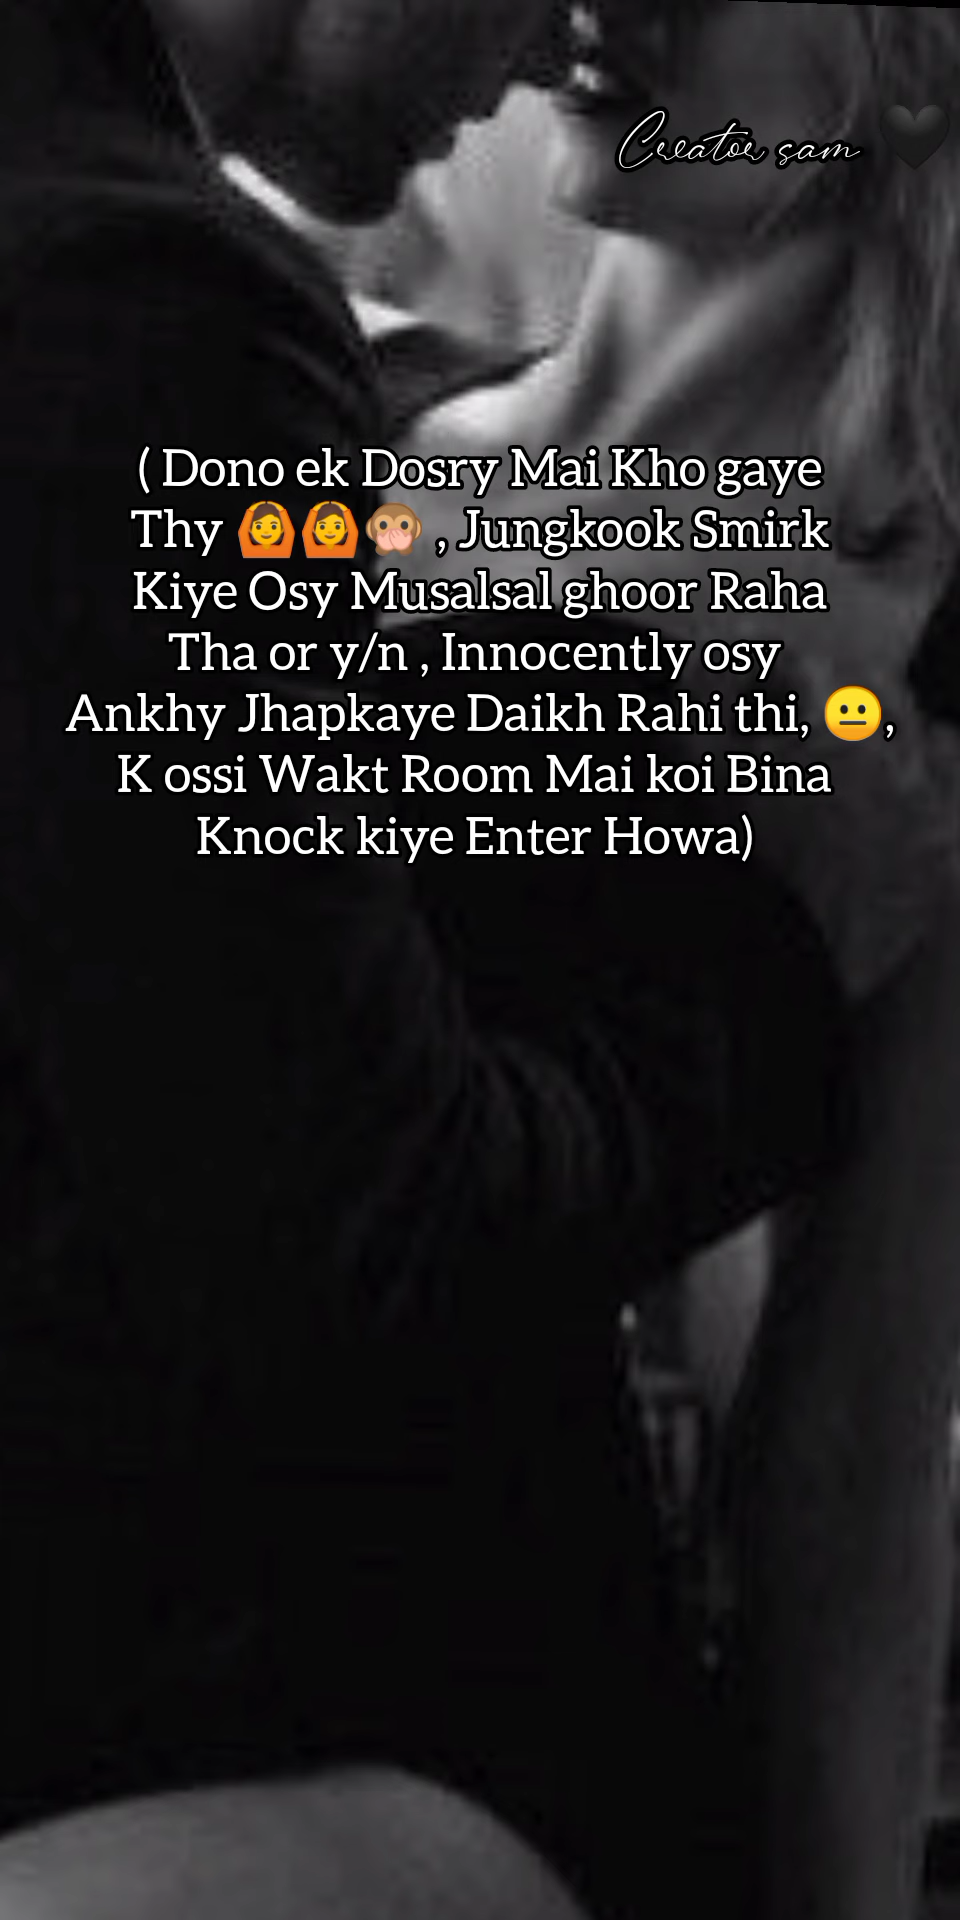 Creator sam 🖤
( Dono ek Dosry Mai Kho gaye
Thy 🙆🙆🙊 , Jungkook Smirk
Kiye Osy Musalsal ghoor Raha
Tha or y/n , Innocently osy
Ankhy Jhapkaye Daikh Rahi thi, 😐,
K ossi Wakt Room Mai koi Bina
Knock kiye Enter Howa)